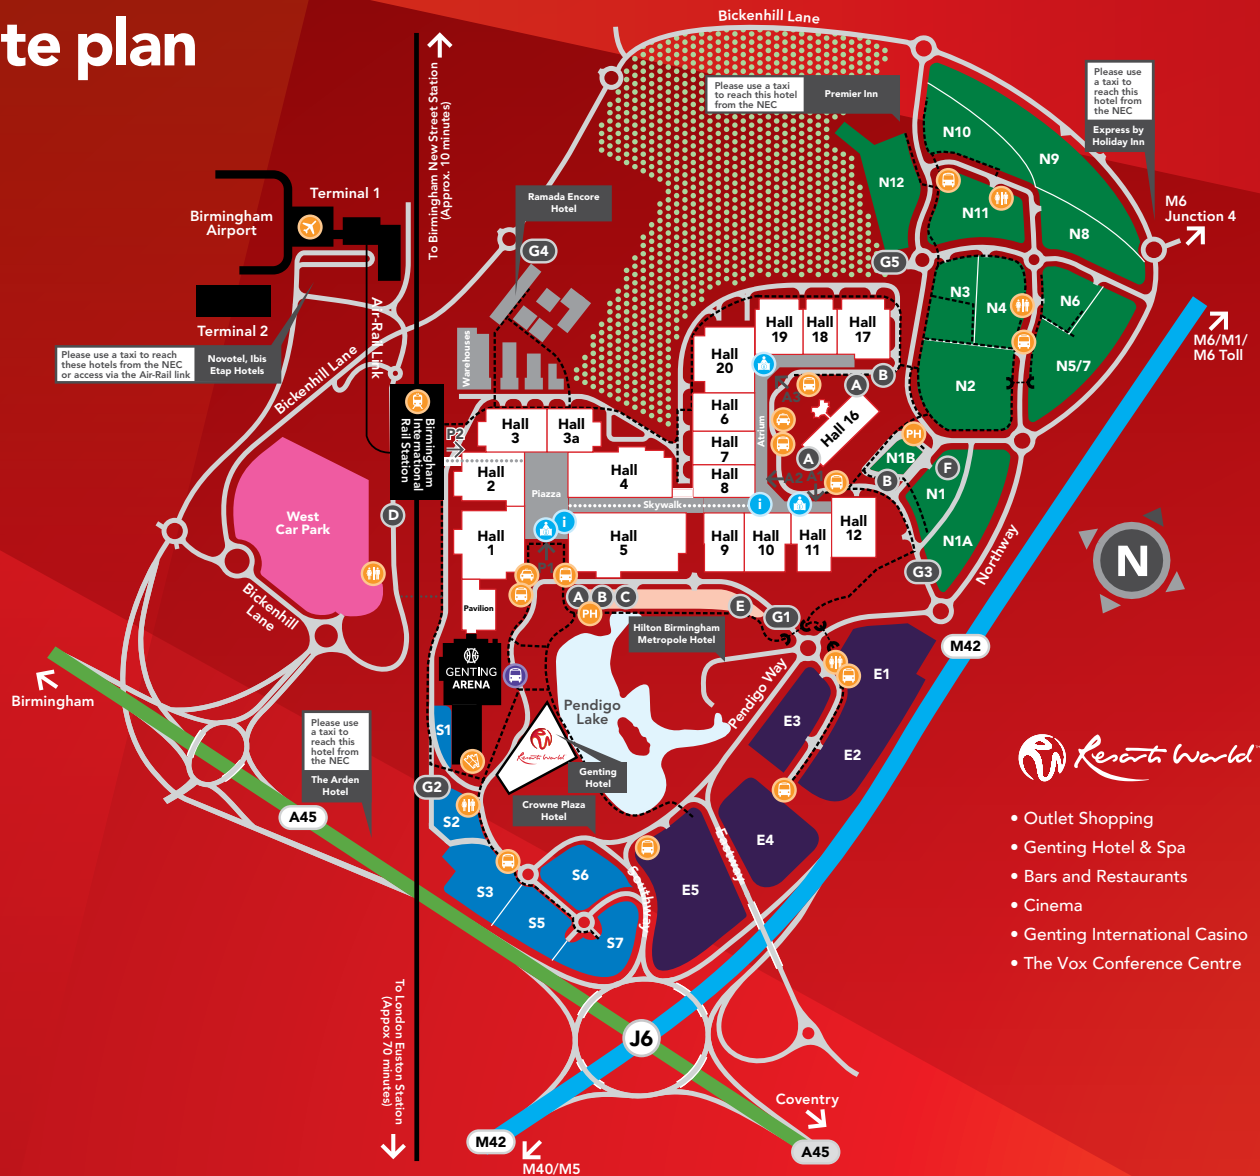 te plan
Bickenhill Lane
To Birmingham New Street Station
(Approx. 10 minutes)
Please use a taxi
to reach this hotel
from the NEC
Premier Inn
Please use
a taxi to
reach this
hotel from
the NEC
Express by
Holiday Inn
N10
N9
N12
N11
N8
M6
Junction 4
Terminal 1
Birmingham
Airport
Ramada Encore
Hotel
G4
G5
N3
N4
N6
N5/7
N2
M6/M1/
M6 Toll
Terminal 2
Air-Rail Link
Please use a taxi to reach
these hotels from the NEC
or access via the Air-Rail link
Novotel, Ibis
Etap Hotels
Bickenhill Lane
Warehouses
Hall
19
Hall
18
Hall
17
Hall
20
A3
A
B
Hall
6
Hall
7
Hall
8
Atrium
Hall 16
A
A2
A1
PH
N1B
B
F
N1
N1A
Northway
Birmingham
International
Rail Station
P2
Hall
3
Hall
3a
Hall
2
Piazza
Hall
4
Skywalk
i
i
Hall
1
P1
Hall
5
Hall
9
Hall
10
Hall
11
Hall
12
G3
N
West
Car Park
D
Bickenhill
Lane
Pavilion
A
B
C
E
PH
G1
Hilton Birmingham
Metropole Hotel
M42
GENTING
ARENA
Pendigo
Lake
Pendigo Way
E1
E3
E2
E4
E5
Birmingham
Please use
a taxi to
reach this
hotel from
the NEC
The Arden
Hotel
S1
Resorts World
Genting
Hotel
Crowne Plaza
Hotel
G2
S2
A45
S3
S5
S6
S7
Southway
Eastway
Resorts World
• Outlet Shopping
• Genting Hotel & Spa
• Bars and Restaurants
• Cinema
• Genting International Casino
• The Vox Conference Centre
To London Euston Station
(Approx 70 minutes)
J6
Coventry
A45
M42
M40/M5